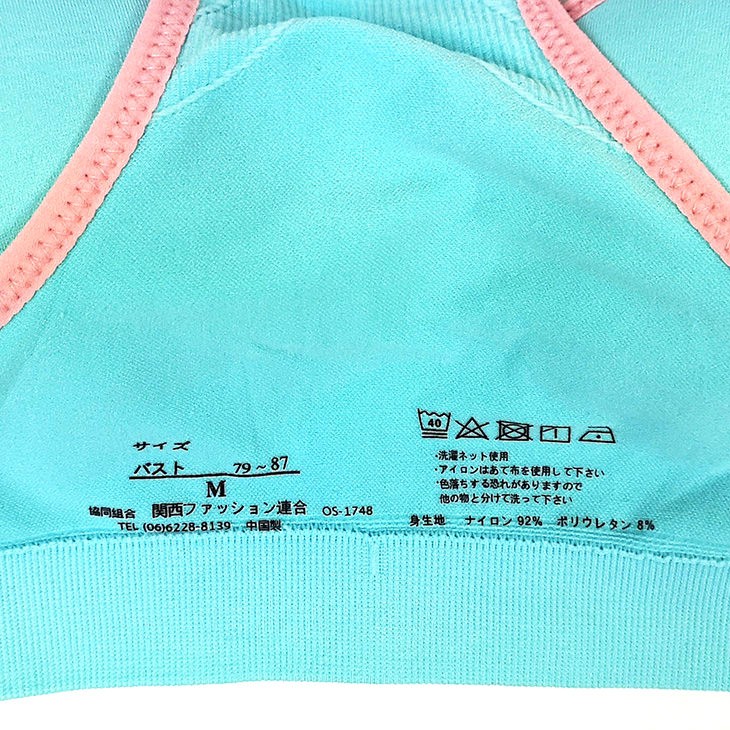 サイズ
バスト 79～87
M
協同組合 関西ファッション連合 OS-1748
TEL (06)6228-8139 中国製
40
1
・洗濯ネット使用
・アイロンはあて布を使用して下さい
・色落ちする恐れがありますので
他の物と分けて洗って下さい
身生地 ナイロン 92% ポリウレタン 8%